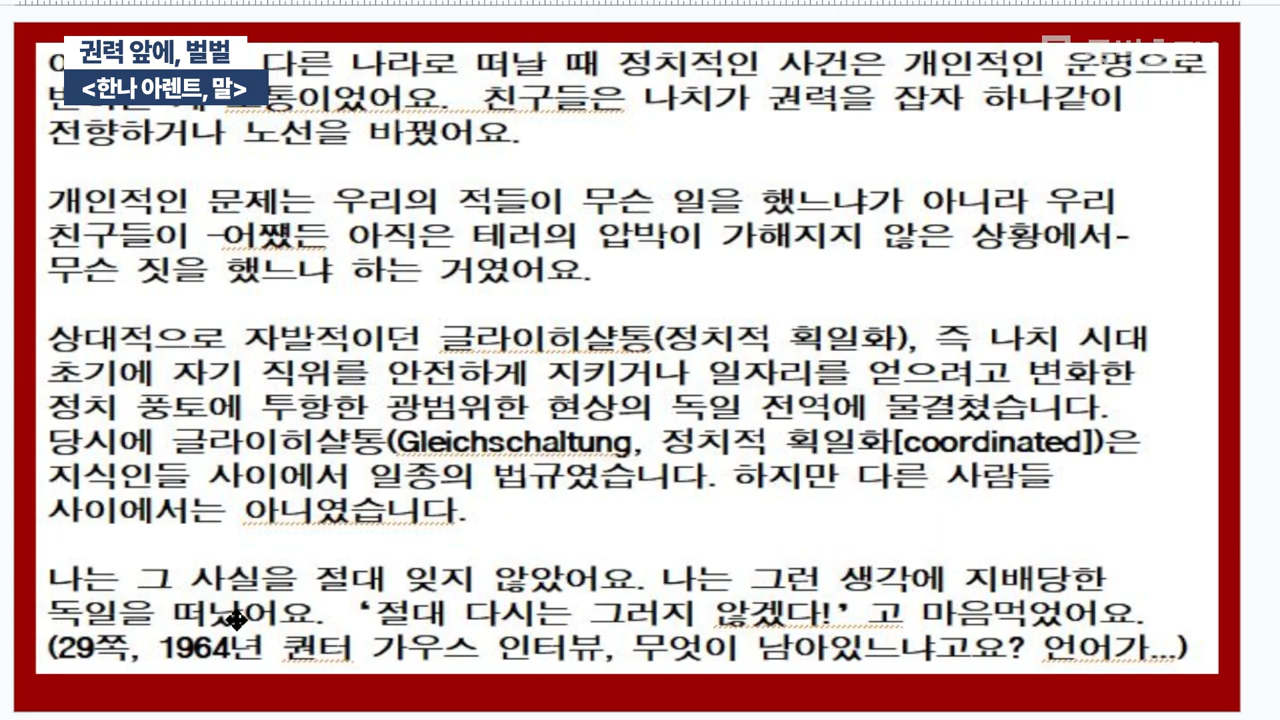 권력 앞에, 벌벌
<한나 아렌트, 말>
다른 나라로 떠날 때 정치적인 사건은 개인적인 운명으로
보통이었어요. 친구들은 나치가 권력을 잡자 하나같이
전향하거나 노선을 바꿨어요.
개인적인 문제는 우리의 적들이 무슨 일을 했느냐가 아니라 우리
친구들이 –어쨌든 아직은 테러의 압박이 가해지지 않은 상황에서-
무슨 짓을 했느냐 하는 거였어요.
상대적으로 자발적이던 글라이히샬통(정치적 획일화), 즉 나치 시대
초기에 자기 직위를 안전하게 지키거나 일자리를 얻으려고 변화한
정치 풍토에 투항한 광범위한 현상의 독일 전역에 물결쳤습니다.
당시에 글라이히샬통(Gleichschaltung, 정치적 획일화[coordinated])은
지식인들 사이에서 일종의 법규였습니다. 하지만 다른 사람들
사이에서는 아니였습니다.
나는 그 사실을 절대 잊지 않았어요. 나는 그런 생각에 지배당한
독일을 떠났어요. ‘절대 다시는 그러지 않겠다!’ 고 마음먹었어요.
(29쪽, 1964년 퀀터 가우스 인터뷰, 무엇이 남아있느냐고요? 언어가...)